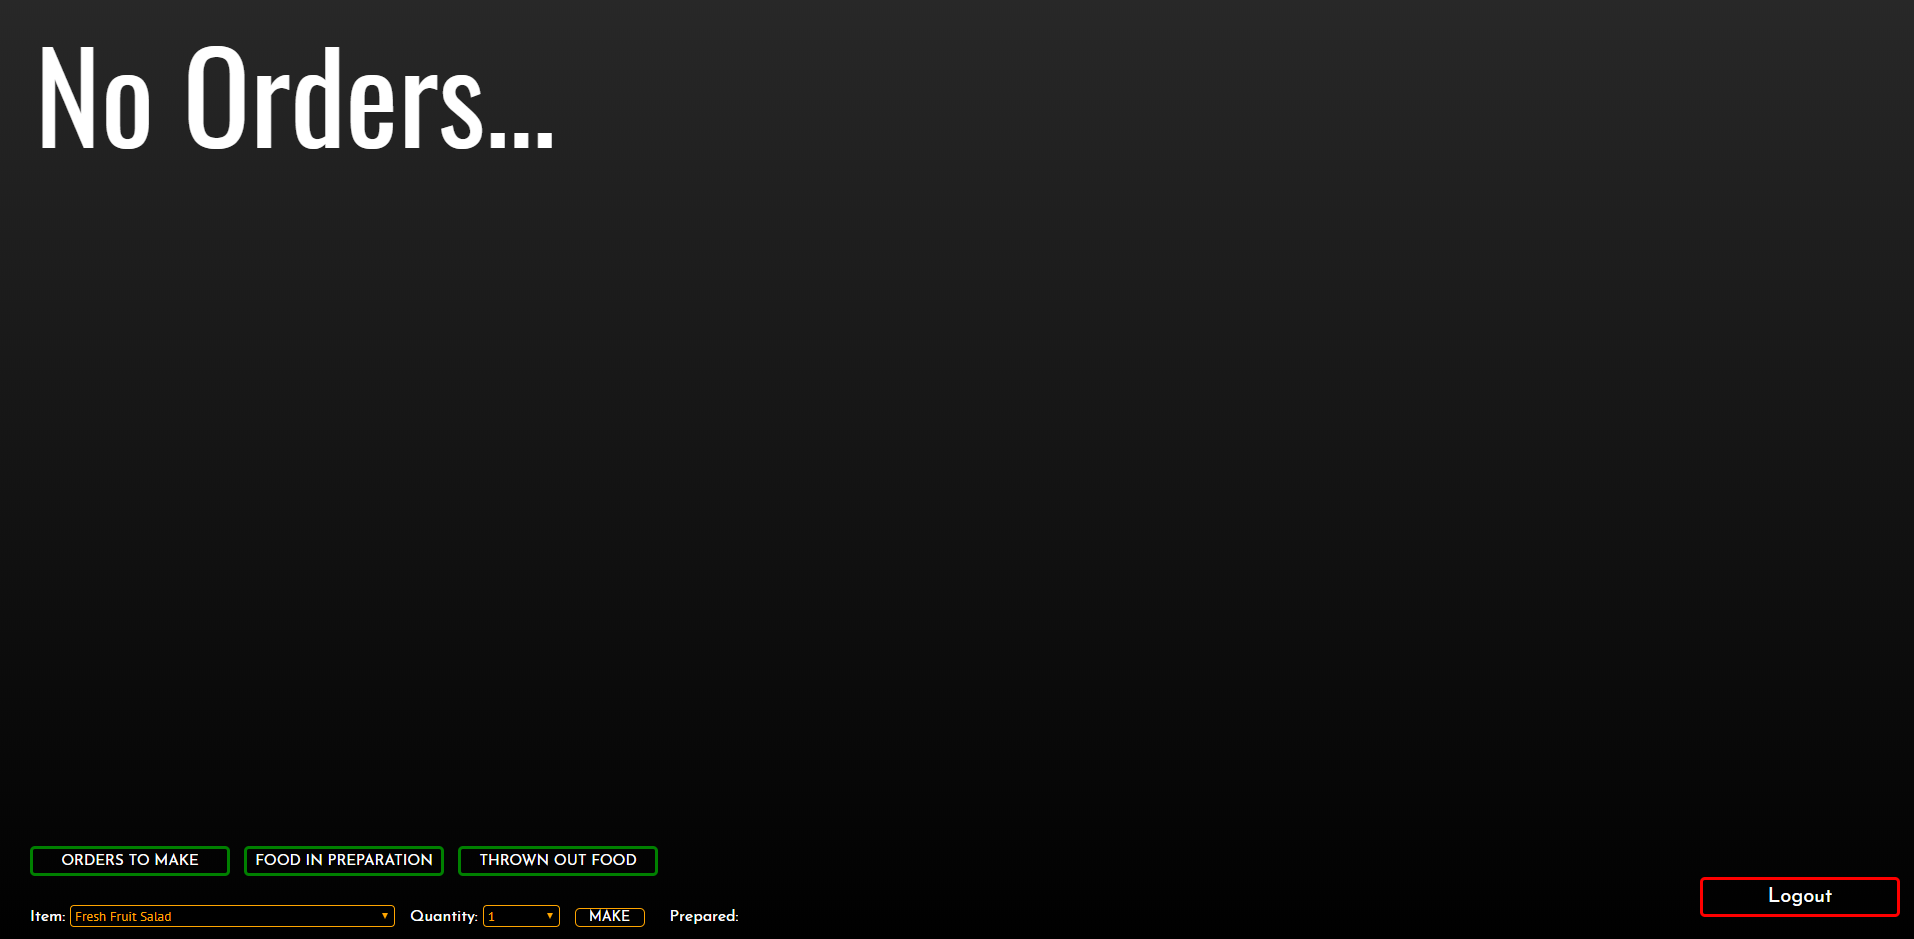 No Orders...
ORDERS TO MAKE FOOD IN PREPARATION THROWN OUT FOOD
Logout
Item: Fresh Fruit Salad Quantity: 1 MAKE Prepared: